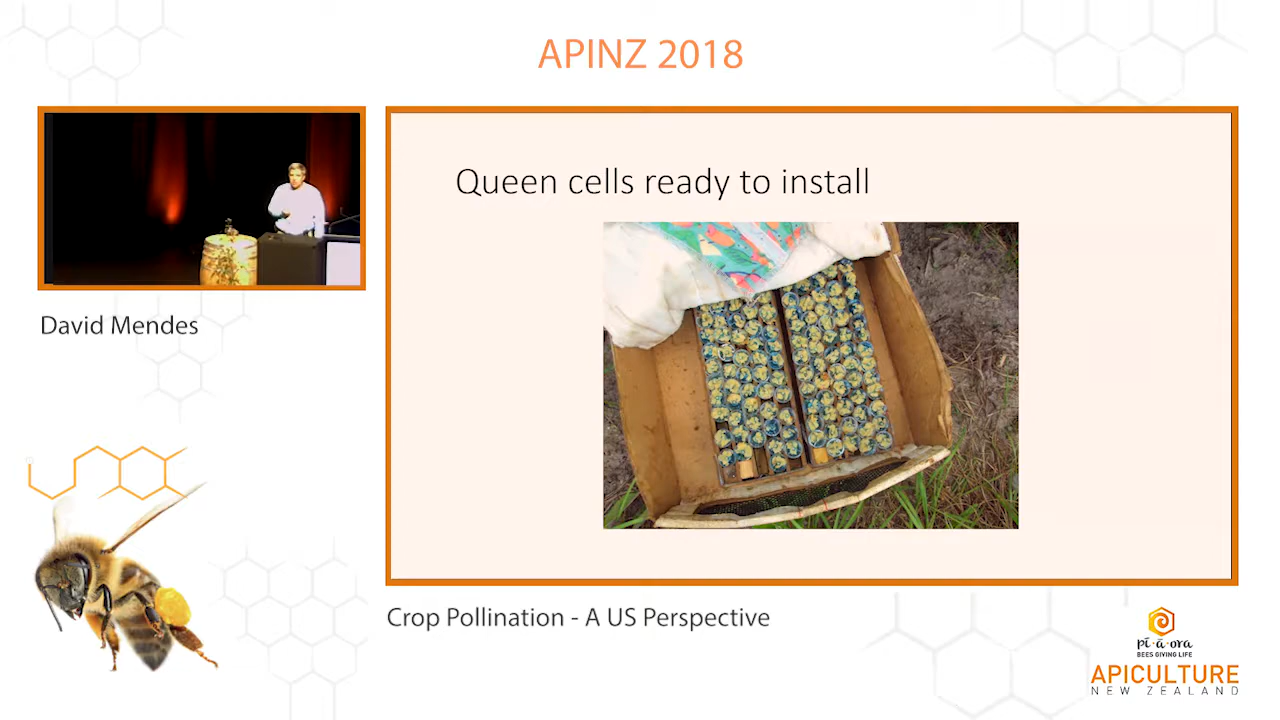 APINZ 2018
Queen cells ready to install
David Mendes
Crop Pollination - A US Perspective
pī-ā-ora
BEES GIVING LIFE
APICULTURE
NEW ZEALAND